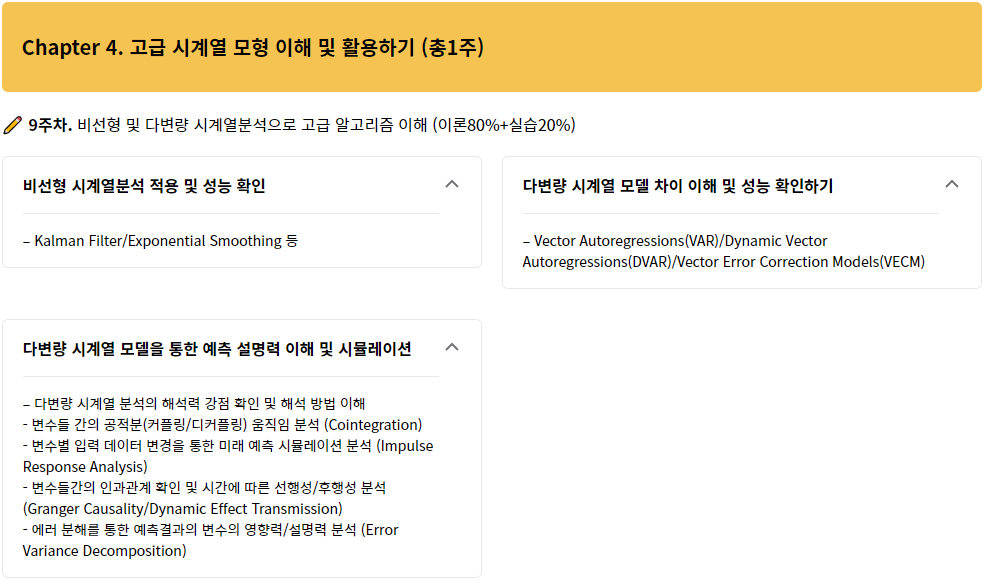 Chapter 4. 고급 시계열 모형 이해 및 활용하기 (총1주)
9주차. 비선형 및 다변량 시계열분석으로 고급 알고리즘 이해 (이론80%+실습20%)
비선형 시계열분석 적용 및 성능 확인
– Kalman Filter/Exponential Smoothing 등
다변량 시계열 모델 차이 이해 및 성능 확인하기
– Vector Autoregressions(VAR)/Dynamic Vector
Autoregressions(DVAR)/Vector Error Correction Models(VECM)
다변량 시계열 모델을 통한 예측 설명력 이해 및 시뮬레이션
– 다변량 시계열 분석의 해석력 강점 확인 및 해석 방법 이해
- 변수들 간의 공적분(커플링/디커플링) 움직임 분석 (Cointegration)
- 변수별 입력 데이터 변경을 통한 미래 예측 시뮬레이션 분석 (Impulse
Response Analysis)
- 변수들간의 인과관계 확인 및 시간에 따른 선행성/후행성 분석
(Granger Causality/Dynamic Effect Transmission)
- 에러 분해를 통한 예측결과의 변수의 영향력/설명력 분석 (Error
Variance Decomposition)